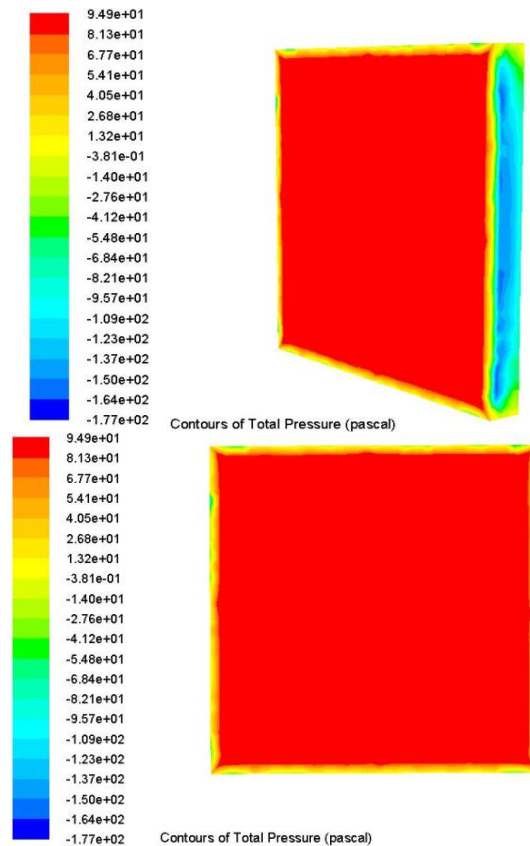 9.49e+01
8.13e+01
6.77e+01
5.41e+01
4.05e+01
2.68e+01
1.32e+01
-3.81e-01
-1.40e+01
-2.76e+01
-4.12e+01
-5.48e+01
-6.84e+01
-8.21e+01
-9.57e+01
-1.09e+02
-1.23e+02
-1.37e+02
-1.50e+02
-1.64e+02
-1.77e+02
Contours of Total Pressure (pascal)
9.49e+01
8.13e+01
6.77e+01
5.41e+01
4.05e+01
2.68e+01
1.32e+01
-3.81e-01
-1.40e+01
-2.76e+01
-4.12e+01
-5.48e+01
-6.84e+01
-8.21e+01
-9.57e+01
-1.09e+02
-1.23e+02
-1.37e+02
-1.50e+02
-1.64e+02
-1.77e+02
Contours of Total Pressure (pascal)